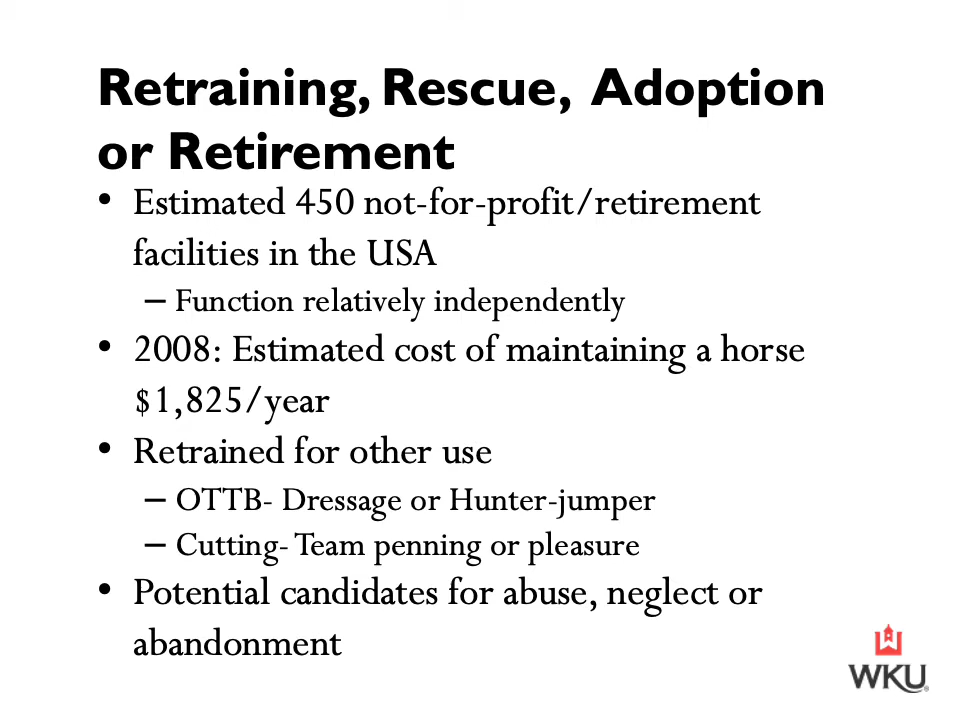 Retraining, Rescue, Adoption
or Retirement
• Estimated 450 not-for-profit/retirement
facilities in the USA
– Function relatively independently
• 2008: Estimated cost of maintaining a horse
$1,825/year
• Retrained for other use
– OTTB- Dressage or Hunter-jumper
– Cutting- Team penning or pleasure
• Potential candidates for abuse, neglect or
abandonment
WKU®